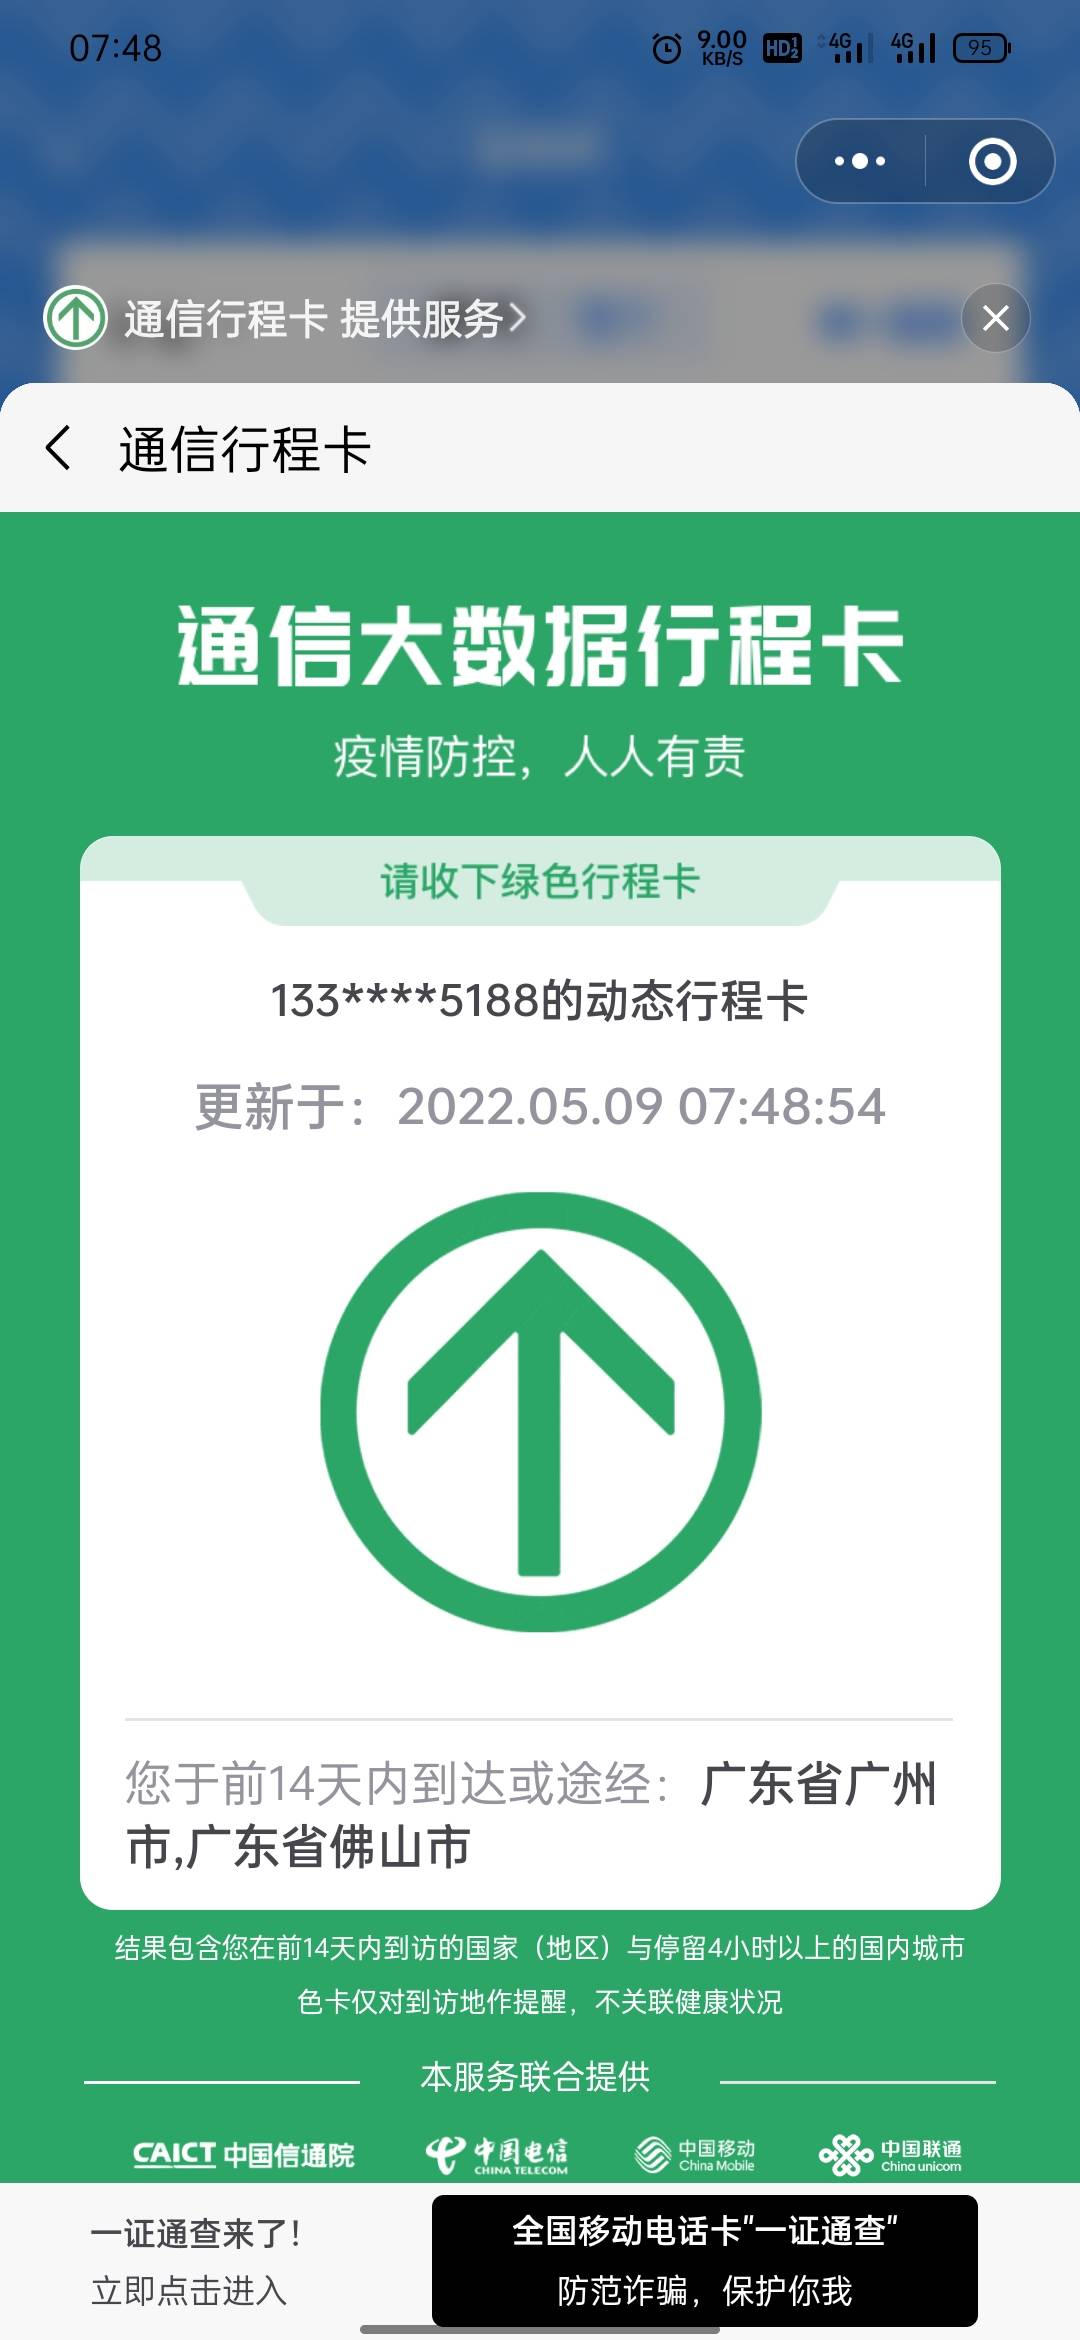 07:48
9.00 KB/S HD 1 2 4G 4G 95
通信行程卡 提供服务
通信行程卡
通信大数据行程卡
疫情防控，人人有责
请收下绿色行程卡
133****5188的动态行程卡
更新于：2022.05.09 07:48:54
您于前14天内到达或途经：广东省广州
市,广东省佛山市
结果包含您在前14天内到访的国家（地区）与停留4小时以上的国内城市
色卡仅对到访地作提醒，不关联健康状况
本服务联合提供
CAICT 中国信通院 中国电信 CHINA TELECOM 中国移动 China Mobile 中国联通 China unicom
一证通查来了！
立即点击进入
全国移动电话卡"一证通查"
防范诈骗，保护你我